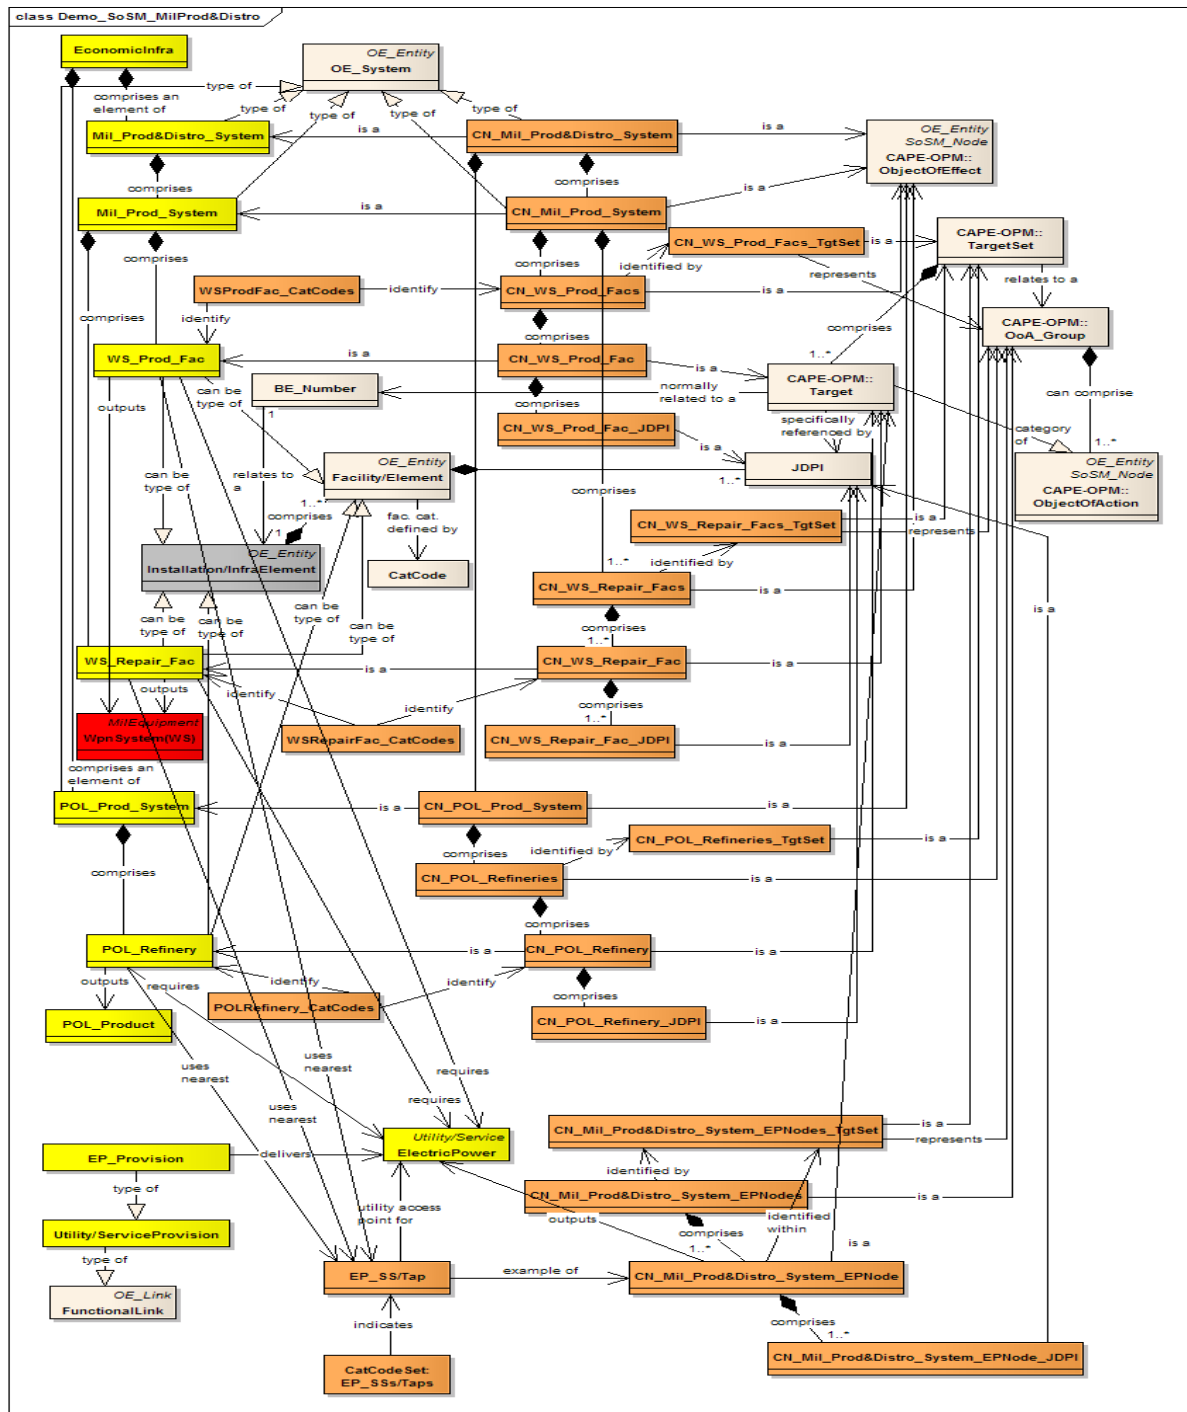 class Demo_SoSM_MilProd&Distro
EconomicInfra
OE_Entity
OE_System
type of
comprises an
element of
type of
type of
type of
type of
Mil_Prod&Distro_System
is a
CN_Mil_Prod&Distro_System
is a
OE_Entity
SoSM_Node
CAPE-OPM::
ObjectOfEffect
comprises
comprises
is a
Mil_Prod_System
is a
CN_Mil_Prod_System
CN_WS_Prod_Facs_TgtSet
is a
CAPE-OPM::
TargetSet
comprises
identified by
represents
relates to a
WSProdFac_CatCodes
identify
CN_WS_Prod_Facs
is a
comprises
identify
CAPE-OPM::
OoA_Group
comprises
comprises
1..*
WS_Prod_Fac
is a
CN_WS_Prod_Fac
is a
CAPE-OPM::
Target
can be
type of
BE_Number
normally
related to a
can comprise
outputs
1
comprises
specifically
referenced by
category
of
CN_WS_Prod_Fac_JDPI
is a
1..*
OE_Entity
Facility/Element
JDPI
1..*
OE_Entity
SoSM_Node
CAPE-OPM::
ObjectOfAction
can be
type of
relates to
a
1..*
comprises
1
fac. cat.
defined by
comprises
CN_WS_Repair_Facs_TgtSet
is a
represents
OE_Entity
Installation/InfraElement
CatCode
1..*
identified by
CN_WS_Repair_Facs
is a
is a
can be
type of
can be
type of
can be
type of
can be
type of
comprises
1..*
WS_Repair_Fac
is a
CN_WS_Repair_Fac
is a
outputs
identify
identify
comprises
1..*
MilEquipment
WpnSystem(WS)
WSRepairFac_CatCodes
CN_WS_Repair_Fac_JDPI
is a
comprises an
element of
POL_Prod_System
is a
CN_POL_Prod_System
is a
CN_POL_Refineries_TgtSet
is a
comprises
comprises
identified by
CN_POL_Refineries
is a
comprises
POL_Refinery
is a
CN_POL_Refinery
is a
outputs
requires
identify
identify
comprises
POLRefinery_CatCodes
POL_Product
CN_POL_Refinery_JDPI
is a
uses
nearest
uses
nearest
requires
requires
uses
nearest
Utility/Service
ElectricPower
CN_Mil_Prod&Distro_System_EPNodes_TgtSet
is a
represents
EP_Provision
delivers
identified by
type of
CN_Mil_Prod&Distro_System_EPNodes
is a
utility access
point for
outputs
comprises
1..*
identified
within
is a
Utility/ServiceProvision
type of
EP_SS/Tap
example of
CN_Mil_Prod&Distro_System_EPNode
OE_Link
FunctionalLink
indicates
comprises
1..*
CatCodeSet:
EP_SSs/Taps
CN_Mil_Prod&Distro_System_EPNode_JDPI